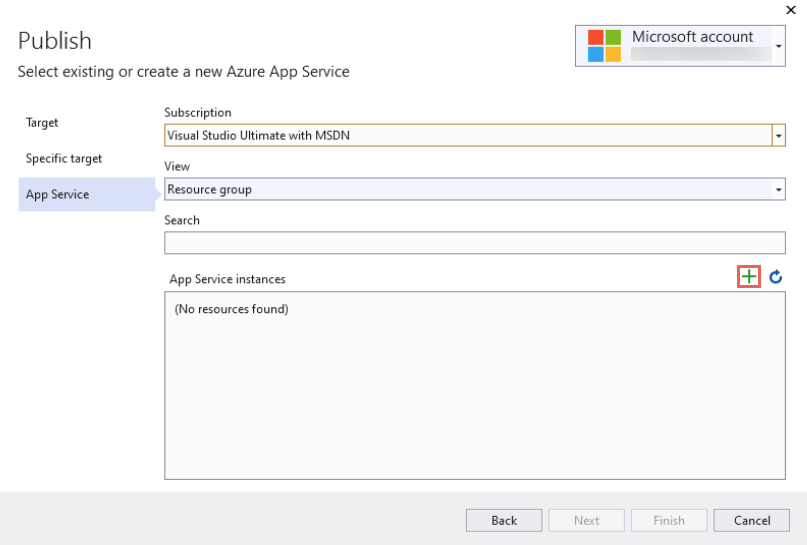 Publish
Microsoft account
Select existing or create a new Azure App Service
Target
Specific target
App Service
Subscription
Visual Studio Ultimate with MSDN
View
Resource group
Search
App Service instances
(No resources found)
Back
Next
Finish
Cancel